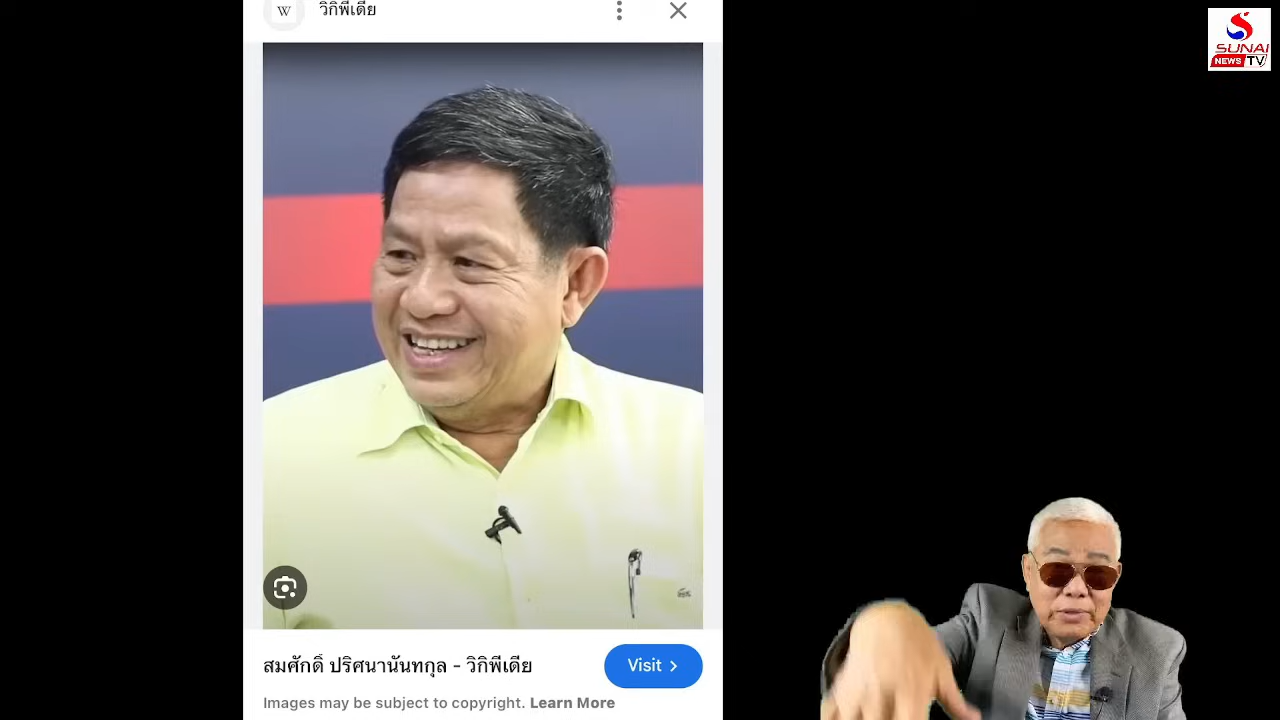 W วิกิพีเดีย
SUNAI
NEWS TV
สมศักดิ์ ปริศนานันทกุล - วิกิพีเดีย
Visit
Images may be subject to copyright. Learn More